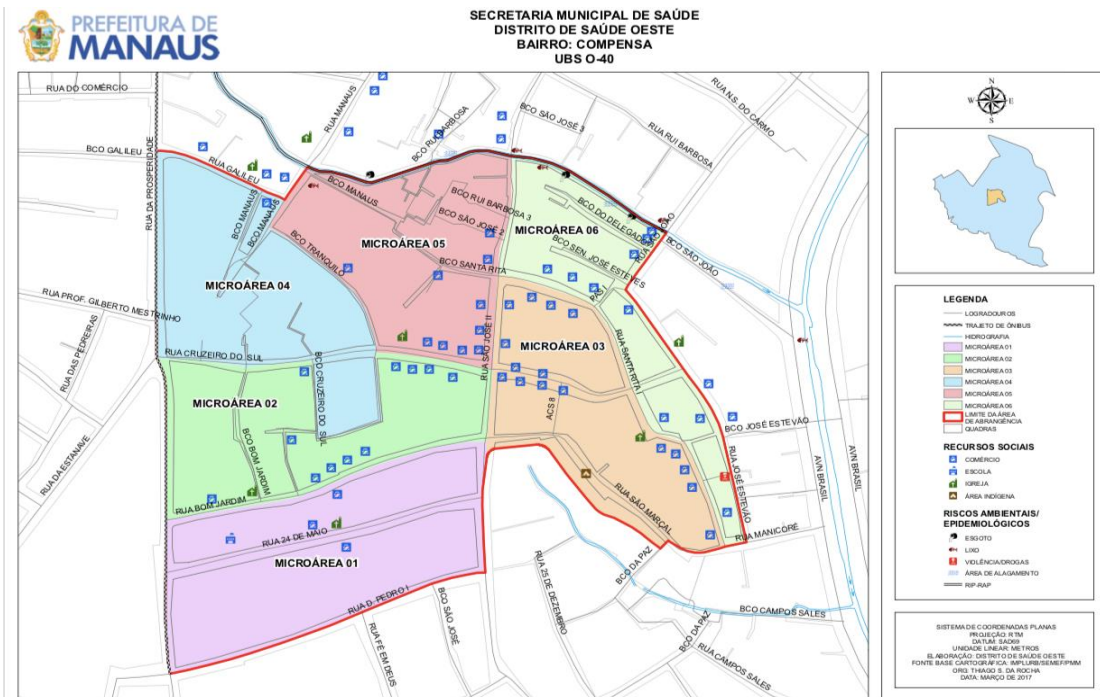 PREFEITURA DE
MANAUS
SECRETARIA MUNICIPAL DE SAÚDE
DISTRITO DE SAÚDE OESTE
BAIRRO: COMPENSA
UBS O-40
RUA DO COMÉRCIO
RUA MANAUS
BCO RUI BARBOSA
BCO SÃO JOSÉ 3
RUA N.S. DO CARMO
RUA RUI BARBOSA
BCO GALILEU
RUA GALILEU
RUA DA PROSPERIDADE
BCO MANAUS
BCO MANAUS
BCO MANAUS
BCO RUI BARBOSA 3
BCO SÃO JOSÉ 2
BCO DO DELEGADO
BCO SÃO JOÃO
MICROÁREA 05
MICROÁREA 06
BCO TRANQUILO
BCO SANTA RITA
BCO SEN. JOSÉ ESTEVES
MICROÁREA 04
PAS I
RUA PROF. GILBERTO MESTRINHO
RUA DAS PEDREIRAS
RUA CRUZEIRO DO SUL
RUA SÃO JOSÉ II
MICROÁREA 03
RUA SANTA RITA I
BCO CRUZEIRO DO SUL
MICROÁREA 02
ACS 8
BCO BOM JARDIM
BCO JOSÉ ESTEVÃO
RUA JOSÉ ESTEVÃO
AVN BRASIL
AVN BRASIL
RUA DA ESTANAVE
RUA BOM JARDIM
RUA SÃO MARÇAL
RUA MANICORÉ
RUA 24 DE MAIO
MICROÁREA 01
BCO DA PAZ
RUA D. PEDRO I
RUA 25 DE DEZEMBRO
BCO SÃO JOSÉ
RUA FÉ EM DEUS
BCO CAMPOS SALES
BCO DA PAZ
RUA CAMPOS SALES
N
W
E
S
LEGENDA
LOGRADOUROS
TRAJETO DE ÔNIBUS
HIDROGRAFIA
MICROÁREA 01
MICROÁREA 02
MICROÁREA 03
MICROÁREA 04
MICROÁREA 05
MICROÁREA 06
LIMITE DA ÁREA
DE ABRANGÊNCIA
QUADRAS
RECURSOS SOCIAIS
COMÉRCIO
ESCOLA
IGREJA
ÁREA INDÍGENA
RISCOS AMBIENTAIS/
EPIDEMIOLÓGICOS
ESGOTO
LIXO
VIOLÊNCIA/DROGAS
ÁREA DE ALAGAMENTO
RIP-RAP
SISTEMA DE COORDENADAS PLANAS
PROJEÇÃO: RTM
DATUM: SAD69
UNIDADE LINEAR: METROS
ELABORAÇÃO: DISTRITO DE SAÚDE OESTE
FONTE BASE CARTOGRÁFICA: IMPLURB/SEMEF/PMM
ORG: THIAGO S. DA ROCHA
DATA: MARÇO DE 2017